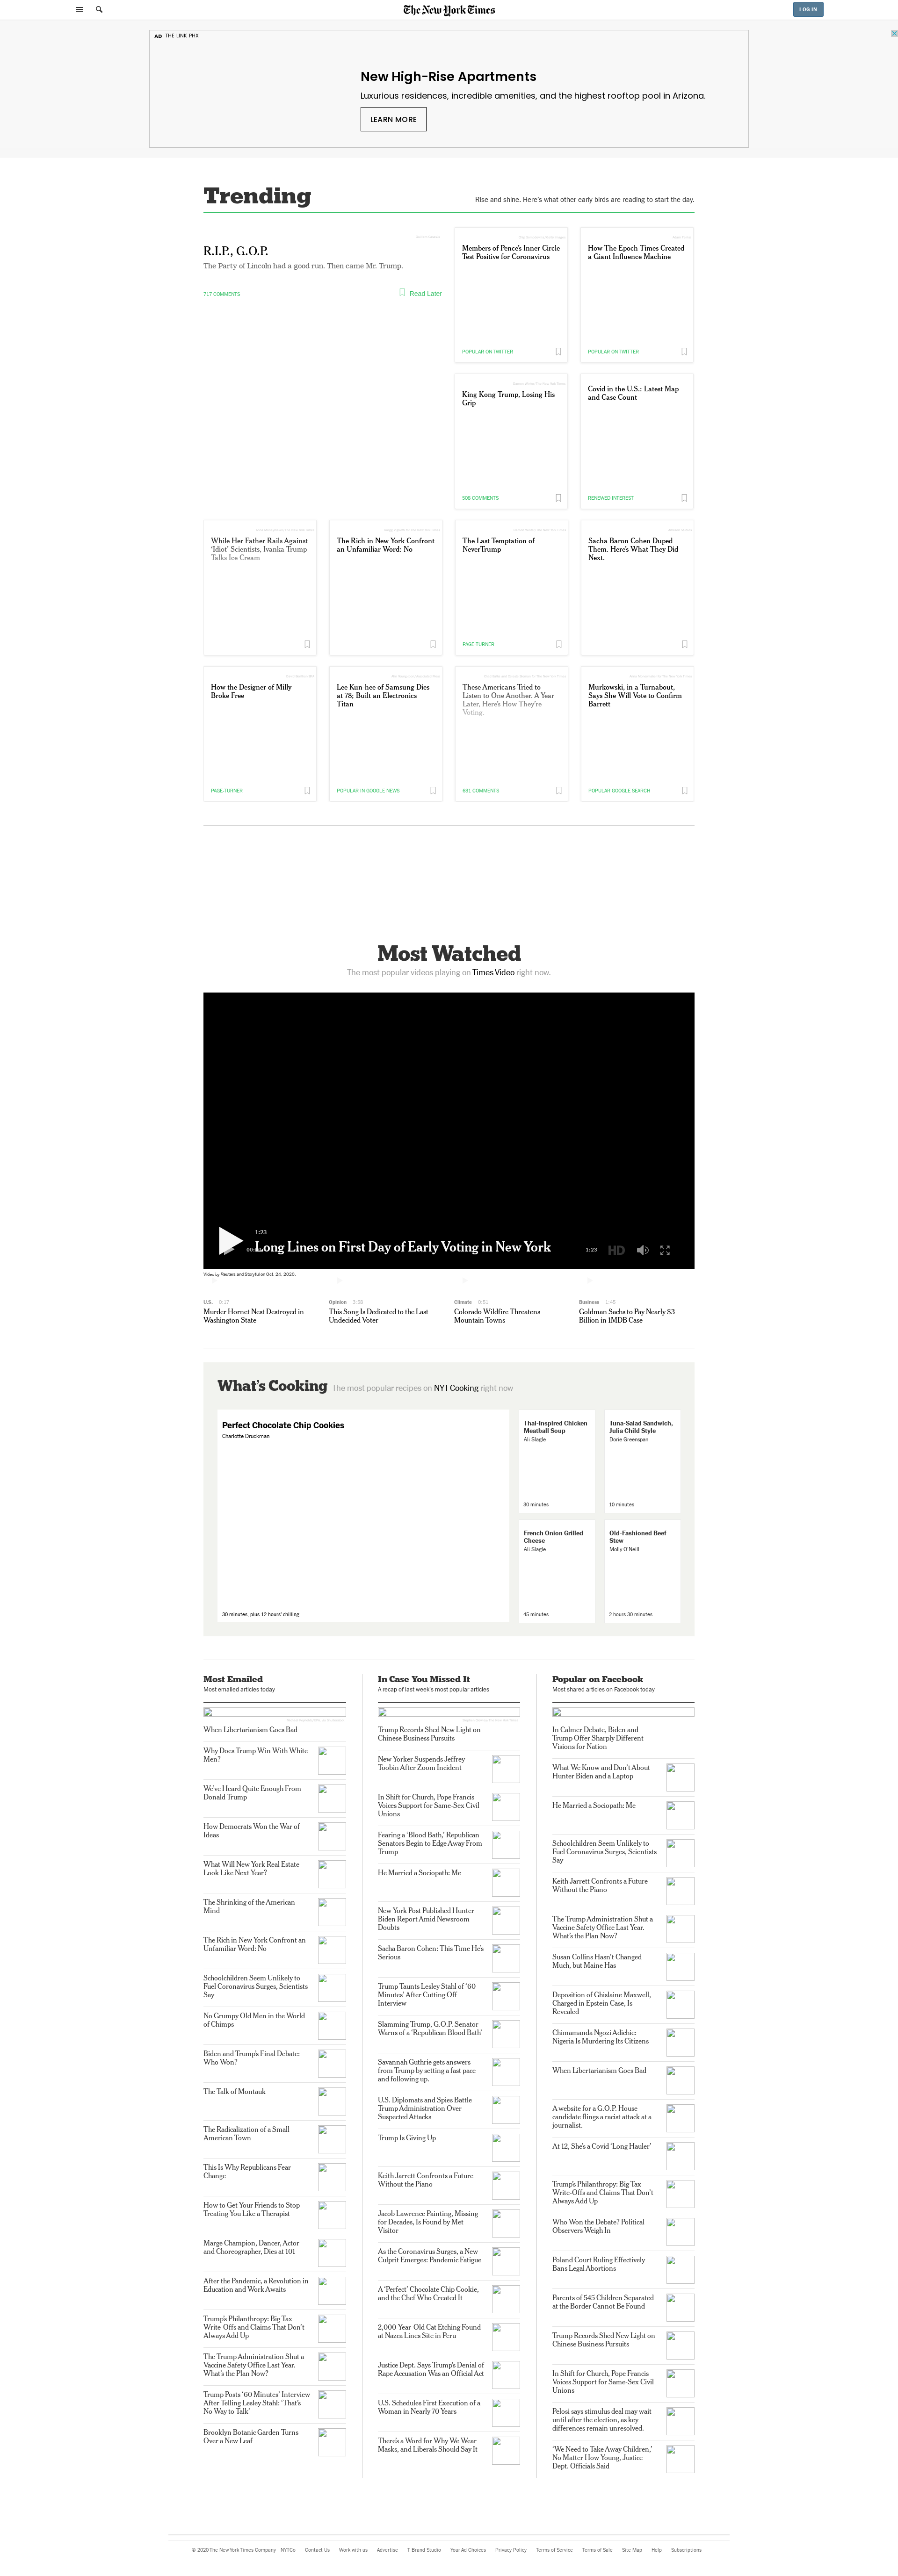 The New York Times
LOG IN
AD THE LINK PHX
New High-Rise Apartments
Luxurious residences, incredible amenities, and the highest rooftop pool in Arizona.
LEARN MORE
Trending
Rise and shine. Here's what other early birds are reading to start the day.
R.I.P., G.O.P.
The Party of Lincoln had a good run. Then came Mr. Trump.
717 COMMENTS
Read Later
Members of Pence's Inner Circle
Test Positive for Coronavirus
POPULAR ON TWITTER
How The Epoch Times Created
a Giant Influence Machine
POPULAR ON TWITTER
King Kong Trump, Losing His
Grip
508 COMMENTS
Covid in the U.S.: Latest Map
and Case Count
RENEWED INTEREST
While Her Father Rails Against
'Idiot' Scientists, Ivanka Trump
Talks Ice Cream
The Rich in New York Confront
an Unfamiliar Word: No
The Last Temptation of
NeverTrump
PAGE-TURNER
Sacha Baron Cohen Duped
Them. Here's What They Did
Next.
How the Designer of Milly
Broke Free
PAGE-TURNER
Lee Kun-hee of Samsung Dies
at 78; Built an Electronics
Titan
POPULAR IN GOOGLE NEWS
These Americans Tried to
Listen to One Another. A Year
Later, Here's How They're
Voting.
631 COMMENTS
Murkowski, in a Turnabout,
Says She Will Vote to Confirm
Barrett
POPULAR GOOGLE SEARCH
Most Watched
The most popular videos playing on Times Video right now.
1:23
Long Lines on First Day of Early Voting in New York
1:23
HD
Video by Reuters and Storyful on Oct. 24, 2020.
U.S. 0:17
Murder Hornet Nest Destroyed in
Washington State
Opinion
This Song Is Dedicated to the Last
Undecided Voter
Climate 0:51
Colorado Wildfire Threatens
Mountain Towns
Business 1:45
Goldman Sachs to Pay Nearly $3
Billion in 1MDB Case
What's Cooking The most popular recipes on NYT Cooking right now
Perfect Chocolate Chip Cookies
Charlotte Druckman
30 minutes, plus 12 hours' chilling
Thai-Inspired Chicken
Meatball Soup
Ali Slagle
30 minutes
Tuna-Salad Sandwich,
Julia Child Style
Dorie Greenspan
10 minutes
French Onion Grilled
Cheese
Ali Slagle
45 minutes
Old-Fashioned Beef
Stew
Molly O'Neill
2 hours 30 minutes
Most Emailed
Most emailed articles today
When Libertarianism Goes Bad
Why Does Trump Win With White
Men?
We've Heard Quite Enough From
Donald Trump
How Democrats Won the War of
Ideas
What Will New York Real Estate
Look Like Next Year?
The Shrinking of the American
Mind
The Rich in New York Confront an
Unfamiliar Word: No
Schoolchildren Seem Unlikely to
Fuel Coronavirus Surges, Scientists
Say
No Grumpy Old Men in the World
of Chimps
Biden and Trump's Final Debate:
Who Won?
The Talk of Montauk
The Radicalization of a Small
American Town
This Is Why Republicans Fear
Change
How to Get Your Friends to Stop
Treating You Like a Therapist
Marge Champion, Dancer, Actor
and Choreographer, Dies at 101
After the Pandemic, a Revolution in
Education and Work Awaits
Trump's Philanthropy: Big Tax
Write-Offs and Claims That Don't
Always Add Up
The Trump Administration Shut a
Vaccine Safety Office Last Year.
What's the Plan Now?
Trump Posts '60 Minutes' Interview
After Telling Lesley Stahl: 'That's
No Way to Talk'
Brooklyn Botanic Garden Turns
Over a New Leaf
In Case You Missed It
A recap of last week's most popular articles
Trump Records Shed New Light on
Chinese Business Pursuits
New Yorker Suspends Jeffrey
Toobin After Zoom Incident
In Shift for Church, Pope Francis
Voices Support for Same-Sex Civil
Unions
Fearing a 'Blood Bath,' Republican
Senators Begin to Edge Away From
Trump
He Married a Sociopath: Me
New York Post Published Hunter
Biden Report Amid Newsroom
Doubts
Sacha Baron Cohen: This Time He's
Serious
Trump Taunts Lesley Stahl of '60
Minutes' After Cutting Off
Interview
Slamming Trump, G.O.P. Senator
Warns of a 'Republican Blood Bath'
Savannah Guthrie gets answers
from Trump by setting a fast pace
and following up.
U.S. Diplomats and Spies Battle
Trump Administration Over
Suspected Attacks
Trump Is Giving Up
Keith Jarrett Confronts a Future
Without the Piano
Jacob Lawrence Painting, Missing
for Decades, Is Found by Met
Visitor
As the Coronavirus Surges, a New
Culprit Emerges: Pandemic Fatigue
A 'Perfect' Chocolate Chip Cookie,
and the Chef Who Created It
2,000-Year-Old Cat Etching Found
at Nazca Lines Site in Peru
Justice Dept. Says Trump's Denial of
Rape Accusation Was an Official Act
U.S. Schedules First Execution of a
Woman in Nearly 70 Years
There's a Word for Why We Wear
Masks, and Liberals Should Say It
Popular on Facebook
Most shared articles on Facebook today
In Calmer Debate, Biden and
Trump Offer Sharply Different
Visions for Nation
What We Know and Don't About
Hunter Biden and a Laptop
He Married a Sociopath: Me
Schoolchildren Seem Unlikely to
Fuel Coronavirus Surges, Scientists
Say
Keith Jarrett Confronts a Future
Without the Piano
The Trump Administration Shut a
Vaccine Safety Office Last Year.
What's the Plan Now?
Susan Collins Hasn't Changed
Much, but Maine Has
Deposition of Ghislaine Maxwell,
Charged in Epstein Case, Is
Revealed
Chimamanda Ngozi Adichie:
Nigeria Is Murdering Its Citizens
When Libertarianism Goes Bad
A website for a G.O.P. House
candidate flings a racist attack at a
journalist.
At 12, She's a Covid 'Long Hauler'
Trump's Philanthropy: Big Tax
Write-Offs and Claims That Don't
Always Add Up
Who Won the Debate? Political
Observers Weigh In
Poland Court Ruling Effectively
Bans Legal Abortions
Parents of 545 Children Separated
at the Border Cannot Be Found
Trump Records Shed New Light on
Chinese Business Pursuits
In Shift for Church, Pope Francis
Voices Support for Same-Sex Civil
Unions
Pelosi says stimulus deal may wait
until after the election, as key
differences remain unresolved.
'We Need to Take Away Children,'
No Matter How Young, Justice
Dept. Officials Said
© 2020 The New York Times Company NYTCo Contact Us Work with us Advertise T Brand Studio Your Ad Choices Privacy Policy Terms of Service Terms of Sale Site Map Help Subscriptions